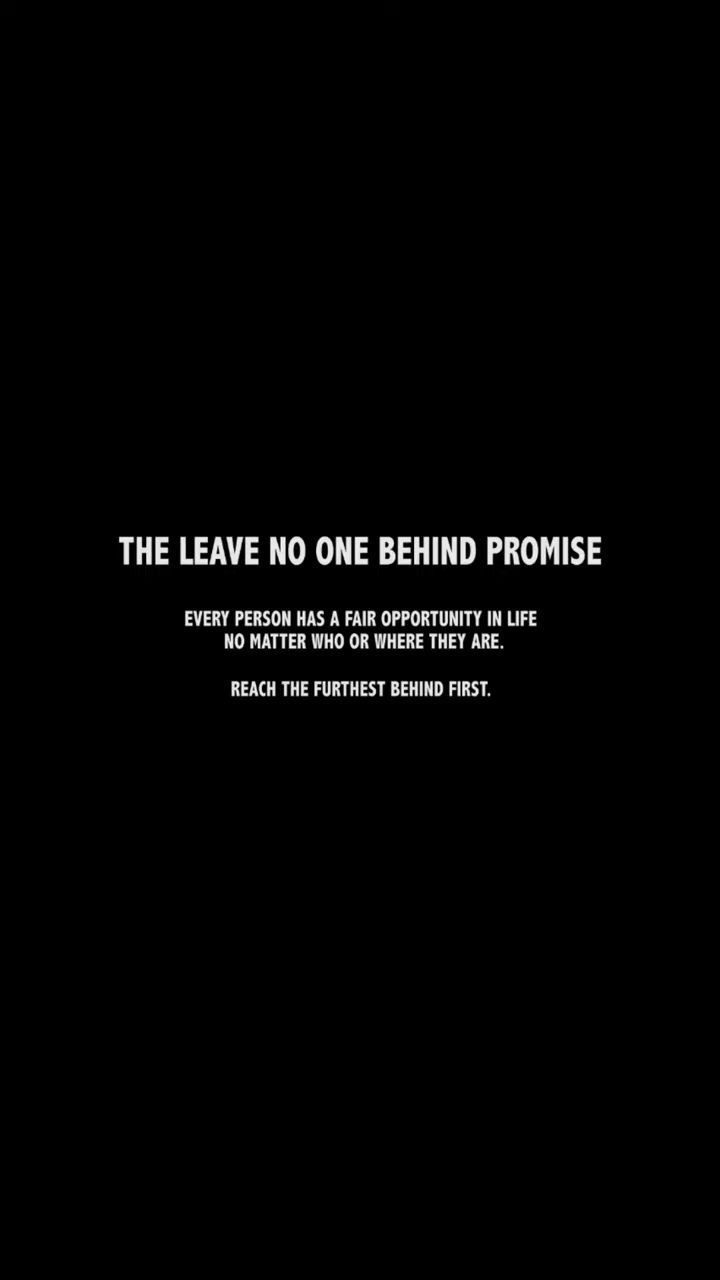 THE LEAVE NO ONE BEHIND PROMISE
EVERY PERSON HAS A FAIR OPPORTUNITY IN LIFE
NO MATTER WHO OR WHERE THEY ARE.
REACH THE FURTHEST BEHIND FIRST.